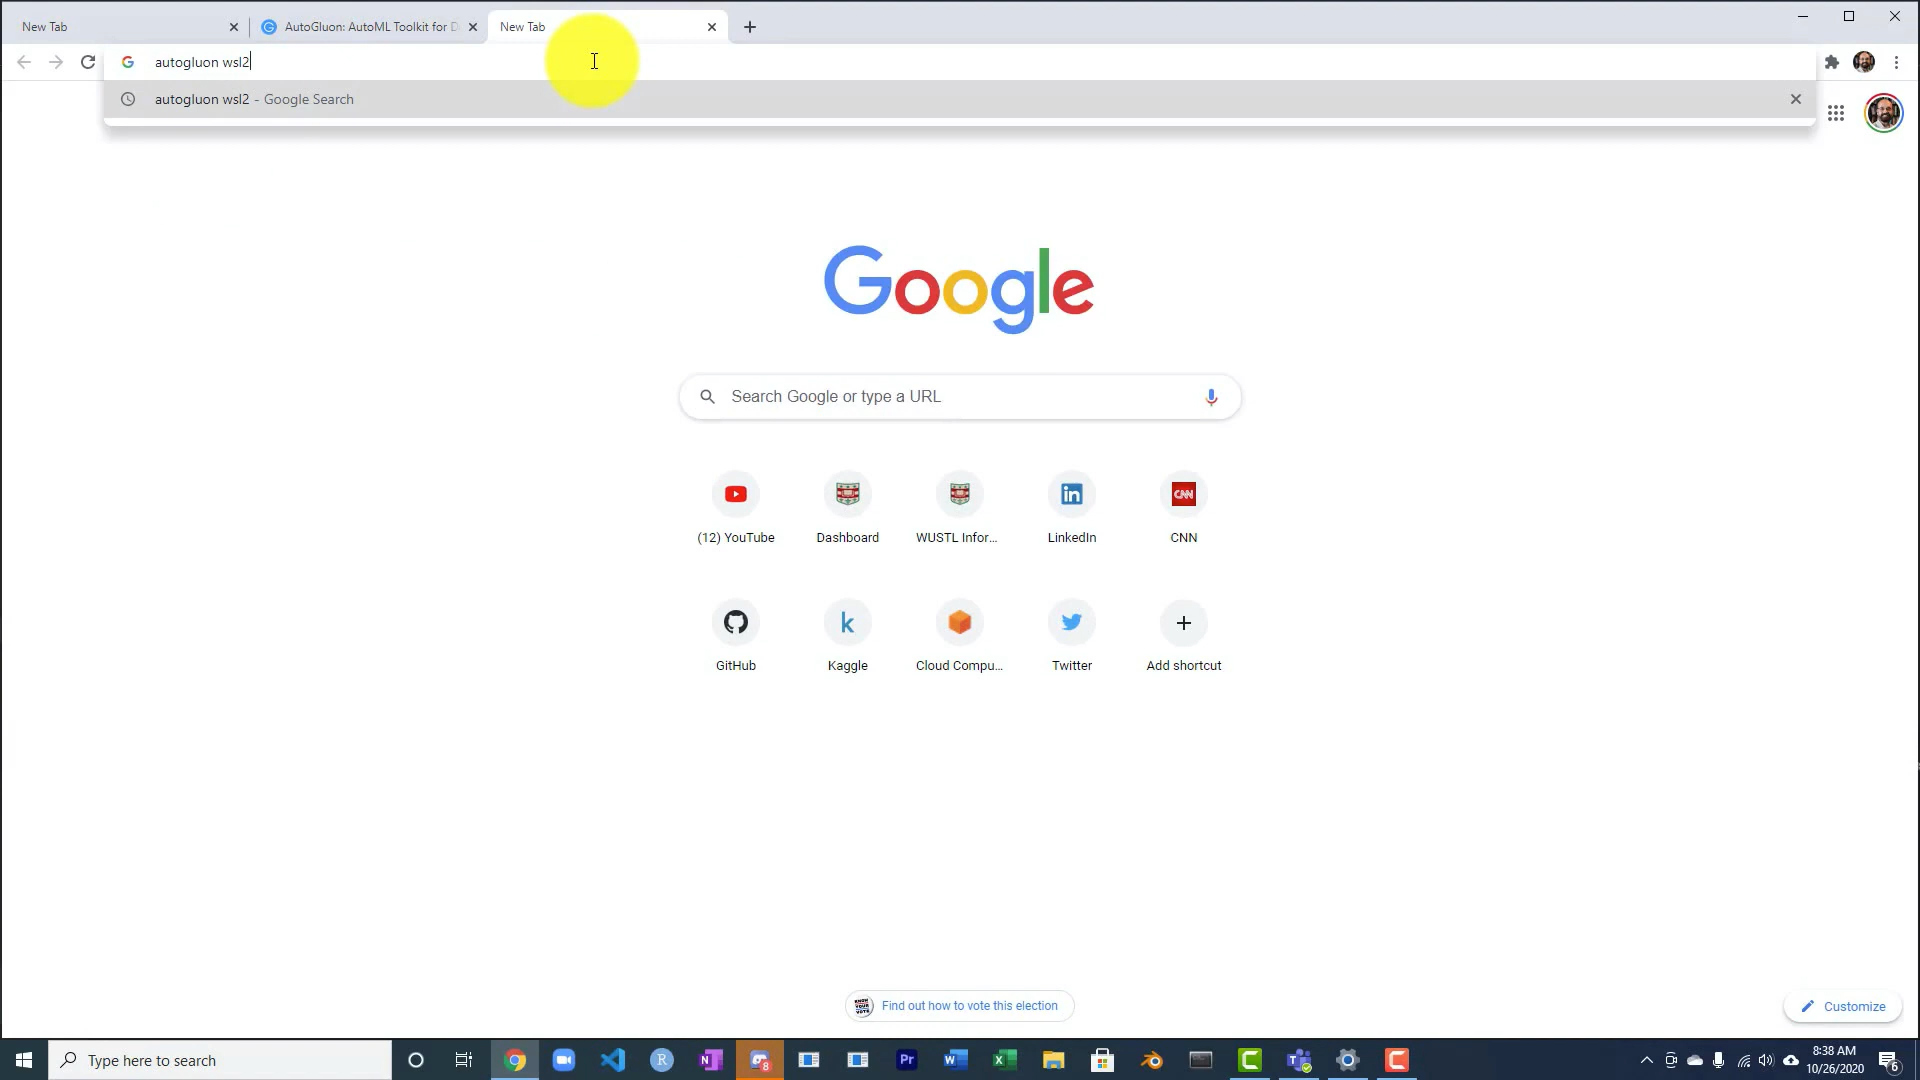 New Tab
AutoGluon: AutoML Toolkit for D
New Tab
autogluon wsl2
autogluon wsl2 - Google Search
Google
Search Google or type a URL
(12) YouTube
Dashboard
WUSTL Infor...
LinkedIn
CNN
GitHub
Kaggle
Cloud Compu...
Twitter
Add shortcut
Find out how to vote this election
Customize
Type here to search
8:38 AM
10/26/2020